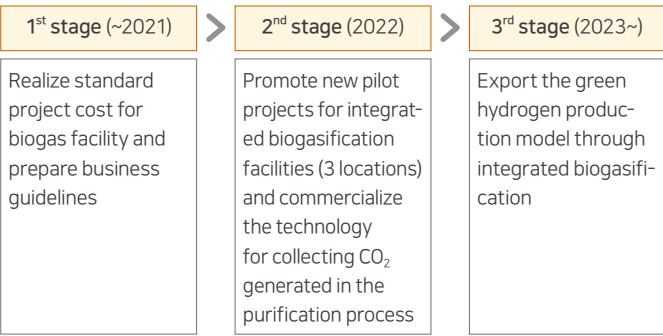 1st stage (~2021)
Realize standard
project cost for
biogas facility and
prepare business
guidelines
2nd stage (2022)
Promote new pilot
projects for integrat-
ed biogasification
facilities (3 locations)
and commercialize
the technology
for collecting CO₂
generated in the
purification process
3rd stage (2023~)
Export the green
hydrogen produc-
tion model through
integrated biogasifi-
cation